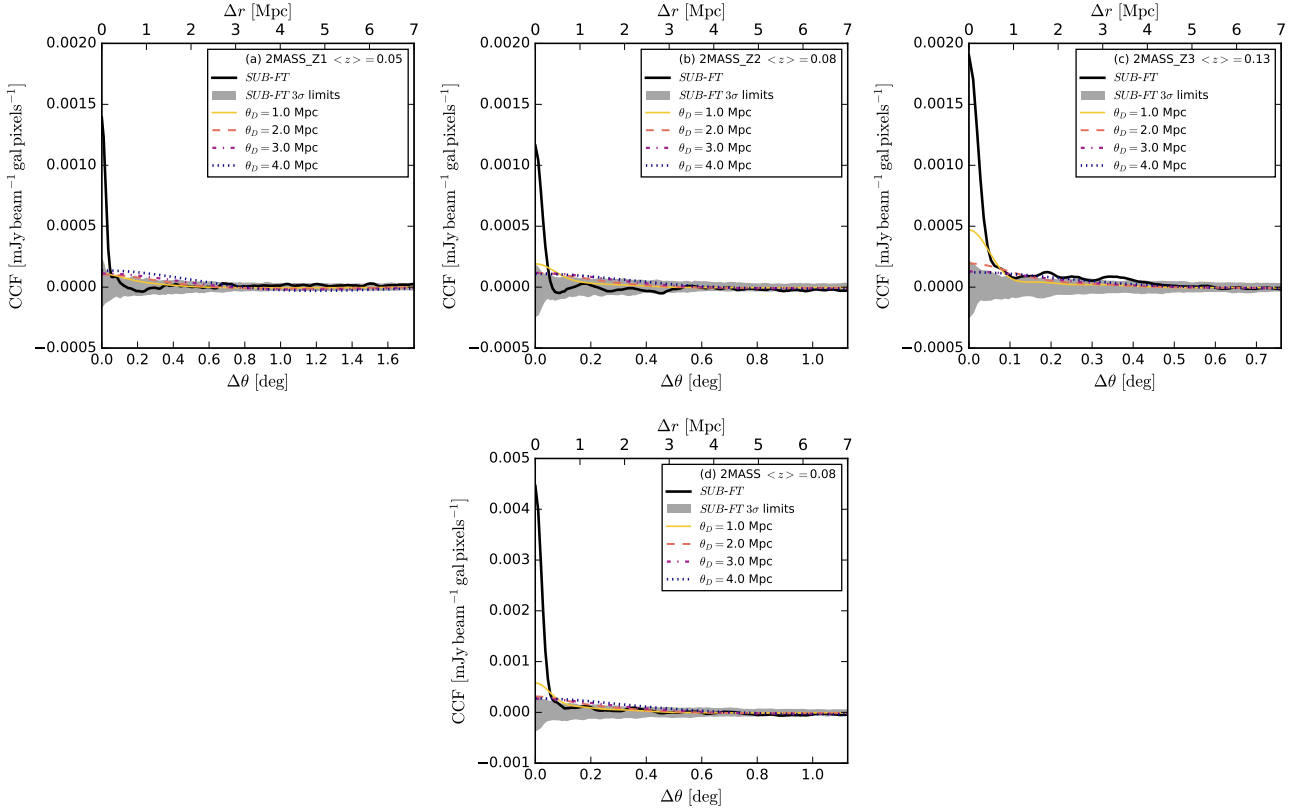 Δr [Mpc]
0 1 2 3 4 5 6 7
CCF [mJy beam⁻¹ gal pixels⁻¹]
0.0020
0.0015
0.0010
0.0005
0.0000
−0.0005
(a) 2MASS_Z1 <z>=0.05
SUB-FT
SUB-FT 3σ limits
θ_D=1.0 Mpc
θ_D=2.0 Mpc
θ_D=3.0 Mpc
θ_D=4.0 Mpc
0.0 0.2 0.4 0.6 0.8 1.0 1.2 1.4 1.6
Δθ [deg]
Δr [Mpc]
0 1 2 3 4 5 6 7
CCF [mJy beam⁻¹ gal pixels⁻¹]
0.0020
0.0015
0.0010
0.0005
0.0000
−0.0005
(b) 2MASS_Z2 <z>=0.08
SUB-FT
SUB-FT 3σ limits
θ_D=1.0 Mpc
θ_D=2.0 Mpc
θ_D=3.0 Mpc
θ_D=4.0 Mpc
0.0 0.2 0.4 0.6 0.8 1.0
Δθ [deg]
Δr [Mpc]
0 1 2 3 4 5 6 7
CCF [mJy beam⁻¹ gal pixels⁻¹]
0.0020
0.0015
0.0010
0.0005
0.0000
−0.0005
(c) 2MASS_Z3 <z>=0.13
SUB-FT
SUB-FT 3σ limits
θ_D=1.0 Mpc
θ_D=2.0 Mpc
θ_D=3.0 Mpc
θ_D=4.0 Mpc
0.0 0.1 0.2 0.3 0.4 0.5 0.6 0.7
Δθ [deg]
Δr [Mpc]
0 1 2 3 4 5 6 7
CCF [mJy beam⁻¹ gal pixels⁻¹]
0.005
0.004
0.003
0.002
0.001
0.000
−0.001
(d) 2MASS <z>=0.08
SUB-FT
SUB-FT 3σ limits
θ_D=1.0 Mpc
θ_D=2.0 Mpc
θ_D=3.0 Mpc
θ_D=4.0 Mpc
0.0 0.2 0.4 0.6 0.8 1.0
Δθ [deg]